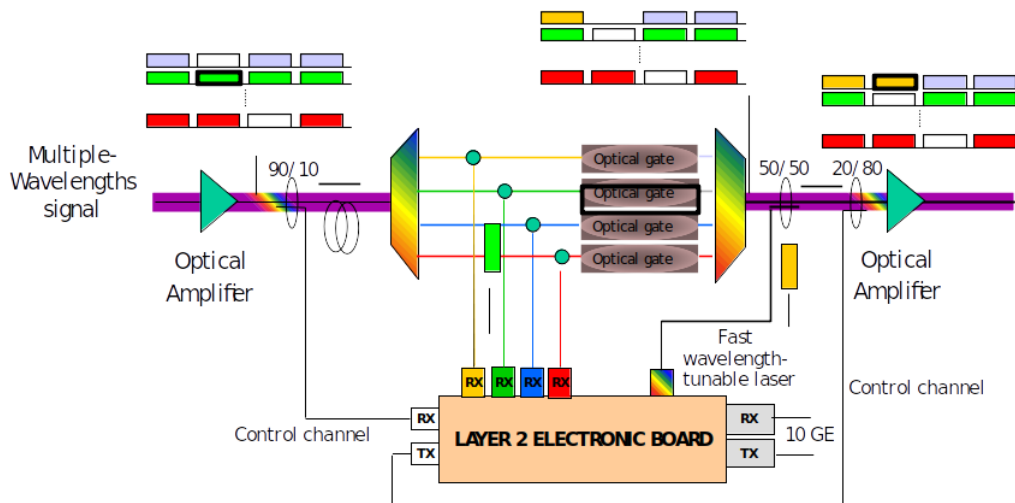 Multiple-
Wavelengths
signal
90/10
Optical
Amplifier
Optical gate
Optical gate
Optical gate
Optical gate
50/50
20/80
Optical
Amplifier
Fast
wavelength-
tunable laser
Control channel
RX
RX
RX
RX
Control channel
RX
TX
LAYER 2 ELECTRONIC BOARD
RX
TX
10 GE